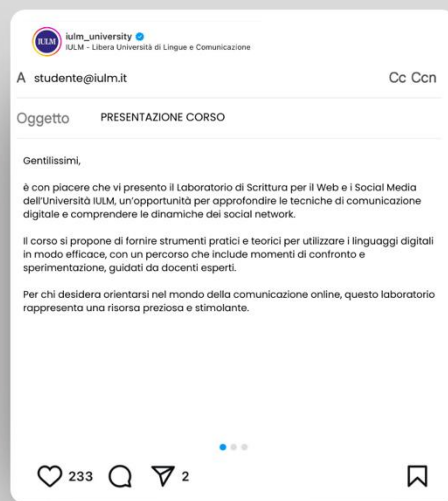 IULM
iulm_university
IULM - Libera Università di Lingue e Comunicazione
A studente@iulm.it Cc Ccn
Oggetto PRESENTAZIONE CORSO
Gentilissimi,
è con piacere che vi presento il Laboratorio di Scrittura per il Web e i Social Media
dell'Università IULM, un'opportunità per approfondire le tecniche di comunicazione
digitale e comprendere le dinamiche dei social network.
Il corso si propone di fornire strumenti pratici e teorici per utilizzare i linguaggi digitali
in modo efficace, con un percorso che include momenti di confronto e
sperimentazione, guidati da docenti esperti.
Per chi desidera orientarsi nel mondo della comunicazione online, questo laboratorio
rappresenta una risorsa preziosa e stimolante.
233 2